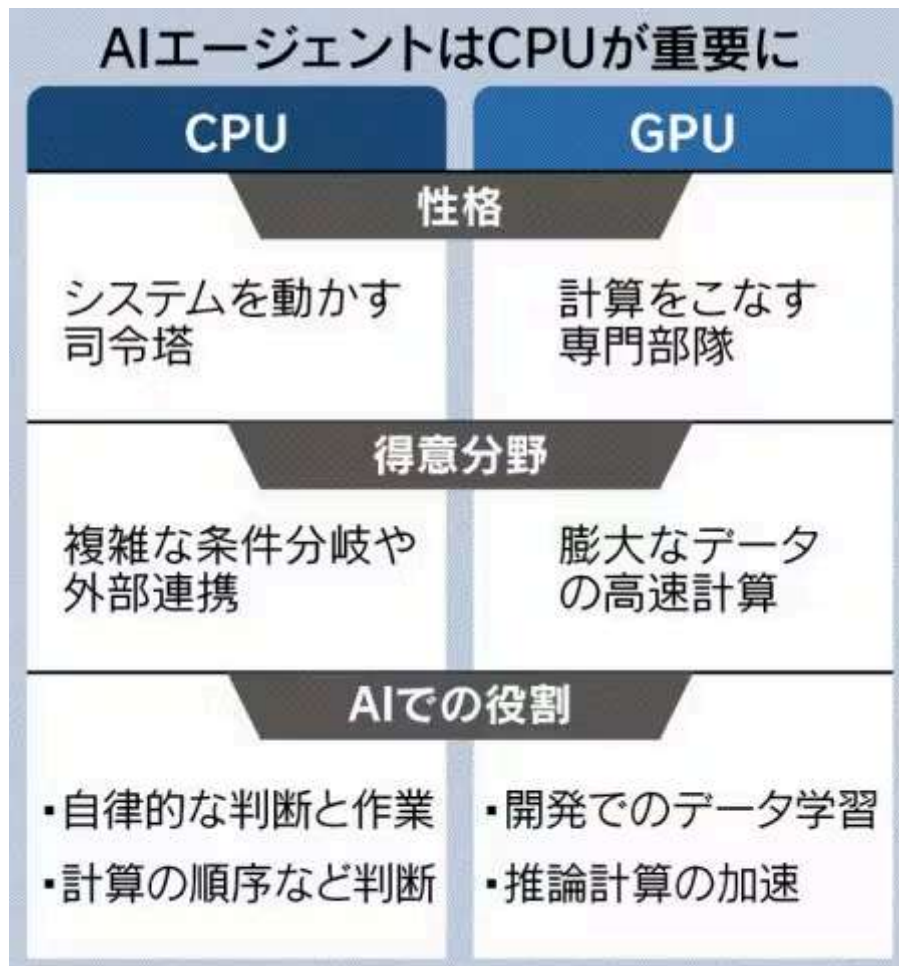 AIエージェントはCPUが重要に
CPU
GPU
性格
システムを動かす
司令塔
計算をこなす
専門部隊
得意分野
複雑な条件分岐や
外部連携
膨大なデータ
の高速計算
AIでの役割
▪自律的な判断と作業
▪計算の順序など判断
▪開発でのデータ学習
▪推論計算の加速